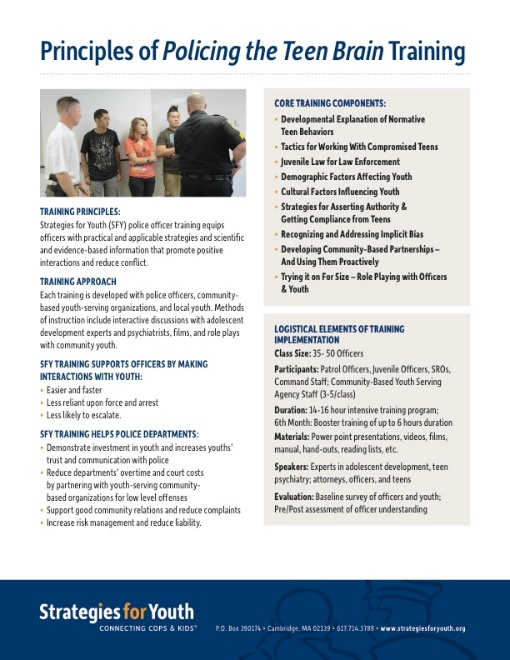 Principles of Policing the Teen Brain Training
TRAINING PRINCIPLES:
Strategies for Youth (SFY) police officer training equips
officers with practical and applicable strategies and scientific
and evidence-based information that promote positive
interactions and reduce conflict.
TRAINING APPROACH
Each training is developed with police officers, community-
based youth-serving organizations, and local youth. Methods
of instruction include interactive discussions with adolescent
development experts and psychiatrists, films, and role plays
with community youth.
SFY TRAINING SUPPORTS OFFICERS BY MAKING
INTERACTIONS WITH YOUTH:
• Easier and faster
• Less reliant upon force and arrest
• Less likely to escalate.
SFY TRAINING HELPS POLICE DEPARTMENTS:
• Demonstrate investment in youth and increases youths'
trust and communication with police
• Reduce departments' overtime and court costs
by partnering with youth-serving community-
based organizations for low level offenses
• Support good community relations and reduce complaints
• Increase risk management and reduce liability.
CORE TRAINING COMPONENTS:
• Developmental Explanation of Normative
Teen Behaviors
• Tactics for Working With Compromised Teens
• Juvenile Law for Law Enforcement
• Demographic Factors Affecting Youth
• Cultural Factors Influencing Youth
• Strategies for Asserting Authority &
Getting Compliance from Teens
• Recognizing and Addressing Implicit Bias
• Developing Community-Based Partnerships –
And Using Them Proactively
• Trying it on For Size – Role Playing with Officers
& Youth
LOGISTICAL ELEMENTS OF TRAINING
IMPLEMENTATION
Class Size: 35- 50 Officers
Participants: Patrol Officers, Juvenile Officers, SROs,
Command Staff; Community-Based Youth Serving
Agency Staff (3-5/class)
Duration: 14-16 hour intensive training program;
6th Month: Booster training of up to 6 hours duration
Materials: Power point presentations, videos, films,
manual, hand-outs, reading lists, etc.
Speakers: Experts in adolescent development, teen
psychiatry; attorneys, officers, and teens
Evaluation: Baseline survey of officers and youth;
Pre/Post assessment of officer understanding
Strategies for Youth
CONNECTING COPS & KIDS®
P.O. Box 390174 • Cambridge, MA 02139 • 617.714.3789 • www.strategiesforyouth.org